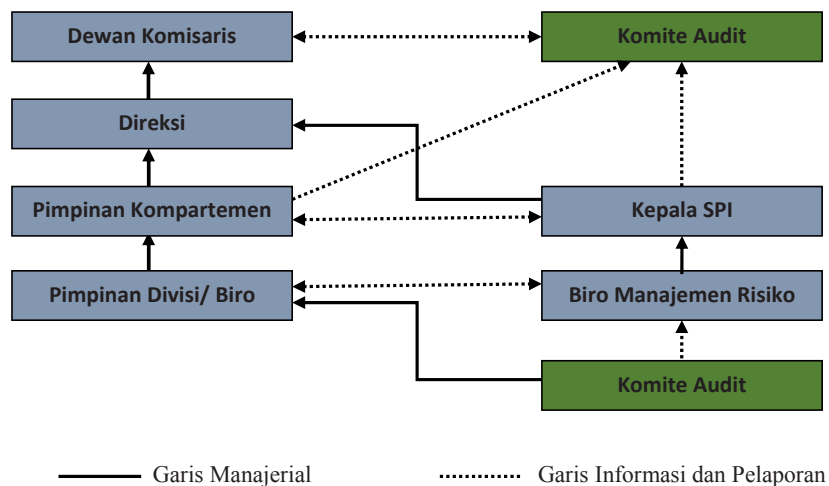 Dewan Komisaris
Komite Audit
Direksi
Pimpinan Kompartemen
Kepala SPI
Pimpinan Divisi/ Biro
Biro Manajemen Risiko
Komite Audit
Garis Manajerial
Garis Informasi dan Pelaporan